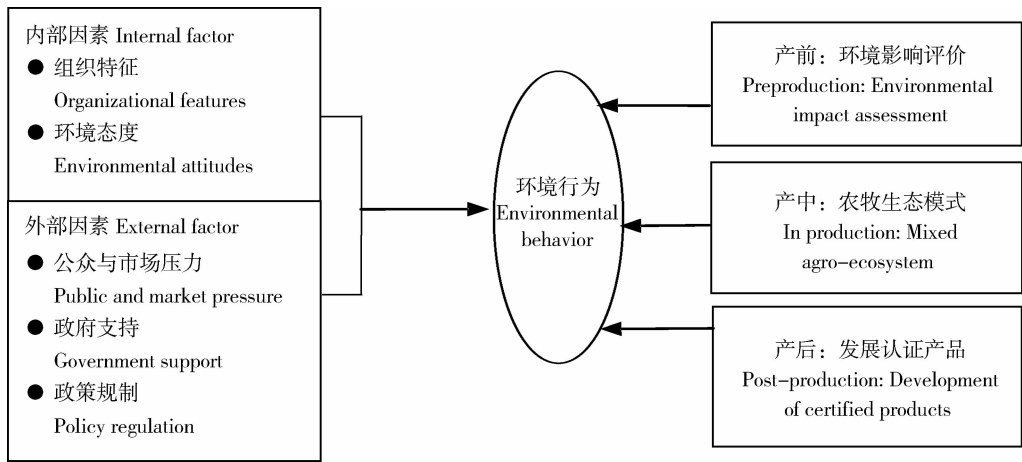 内部因素 Internal factor
● 组织特征
Organizational features
● 环境态度
Environmental attitudes
外部因素 External factor
● 公众与市场压力
Public and market pressure
● 政府支持
Government support
● 政策规制
Policy regulation
环境行为
Environmental
behavior
产前：环境影响评价
Preproduction: Environmental
impact assessment
产中：农牧生态模式
In production: Mixed
agro-ecosystem
产后：发展认证产品
Post-production: Development
of certified products